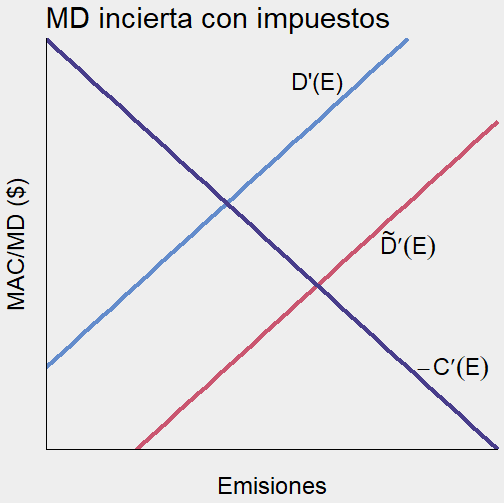 MD incierta con impuestos
D'(E)
MAC/MD ($)
D̃′(E)
−C′(E)
Emisiones